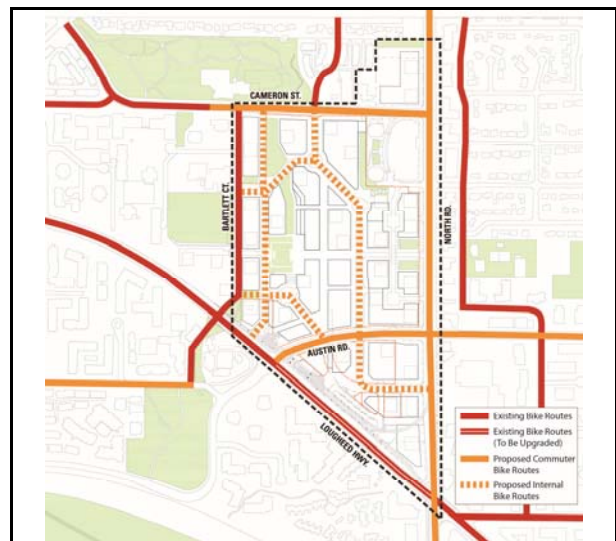 CAMERON ST.
BARTLETT CT.
NORTH RD.
AUSTIN RD.
LOUGHEED HWY.
Existing Bike Routes
Existing Bike Routes
(To Be Upgraded)
Proposed Commuter
Bike Routes
Proposed Internal
Bike Routes